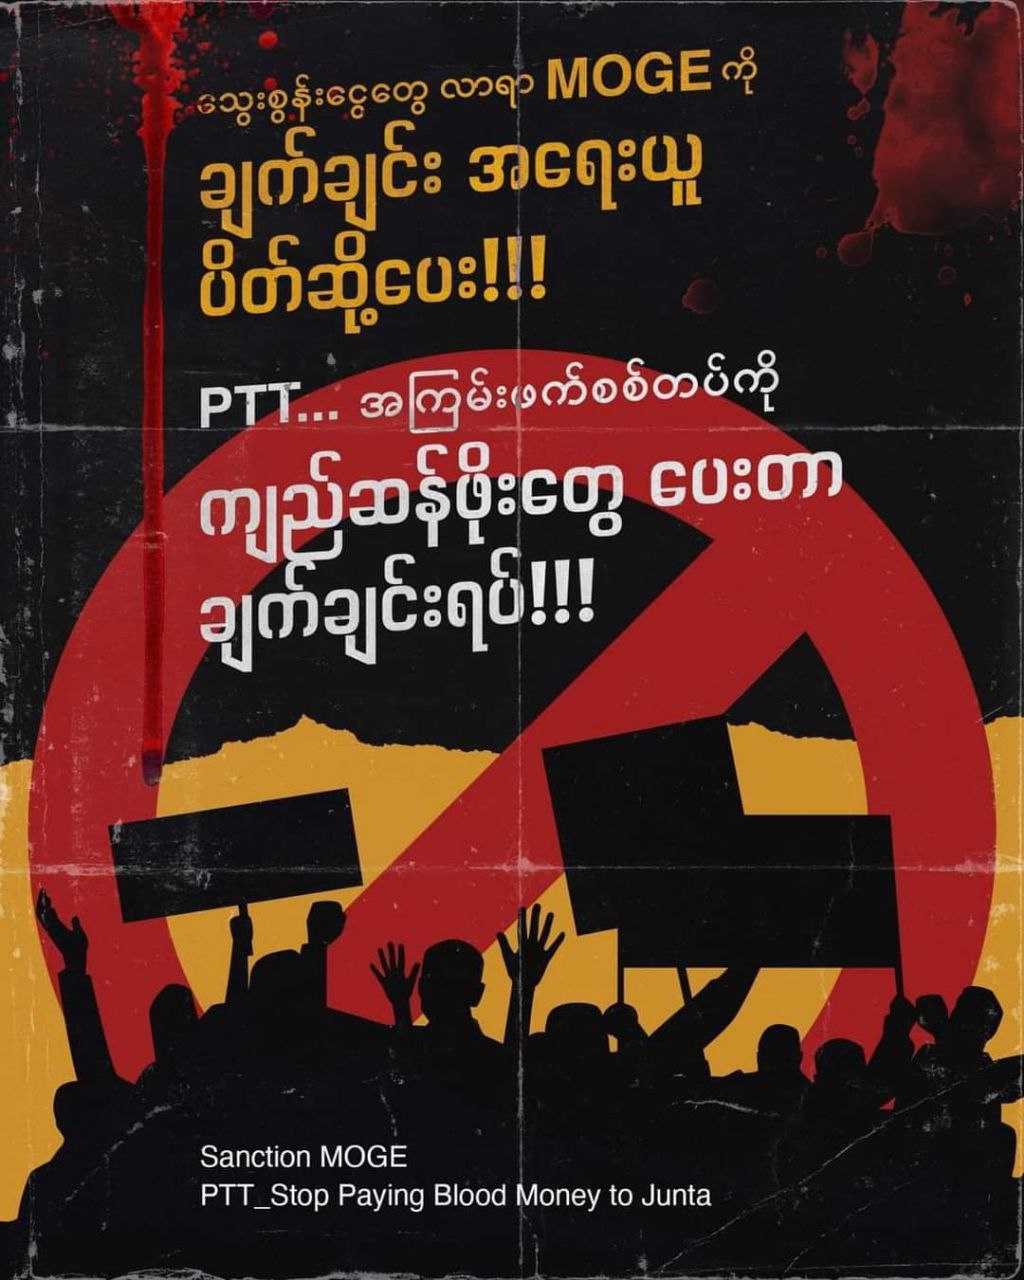 သွေးစွန်းငွေတွေ လာရာ MOGE ကို
ချက်ချင်း အရေးယူ
ပိတ်ဆို့ပေး!!!
PTT... အကြမ်းဖက်စစ်တပ်ကို
ကျည်ဆန်ဖိုးတွေ ပေးတာ
ချက်ချင်းရပ်!!!
Sanction MOGE
PTT_Stop Paying Blood Money to Junta